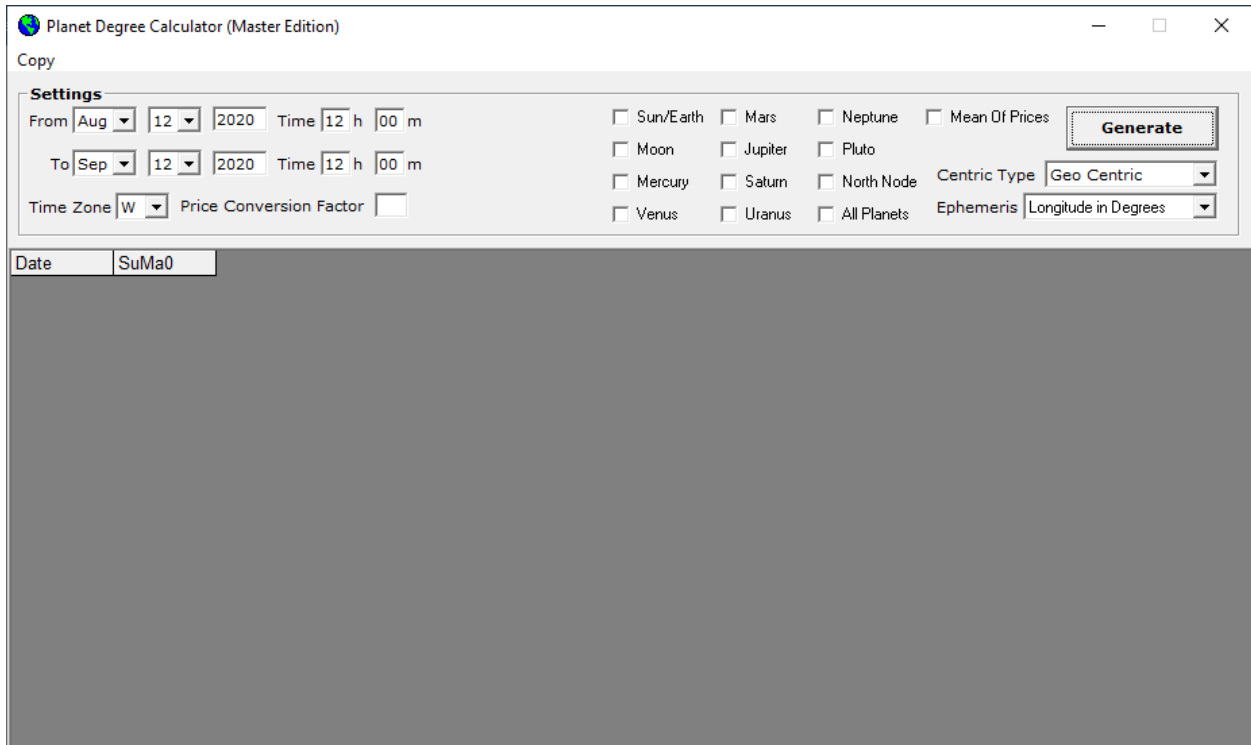 Planet Degree Calculator (Master Edition)
Copy
Settings
From Aug 12 2020 Time 12 h 00 m
To Sep 12 2020 Time 12 h 00 m
Time Zone W Price Conversion Factor
Sun/Earth Mars Neptune Mean Of Prices
Moon Jupiter Pluto
Mercury Saturn North Node
Venus Uranus All Planets
Generate
Centric Type Geo Centric
Ephemeris Longitude in Degrees
Date SuMa0